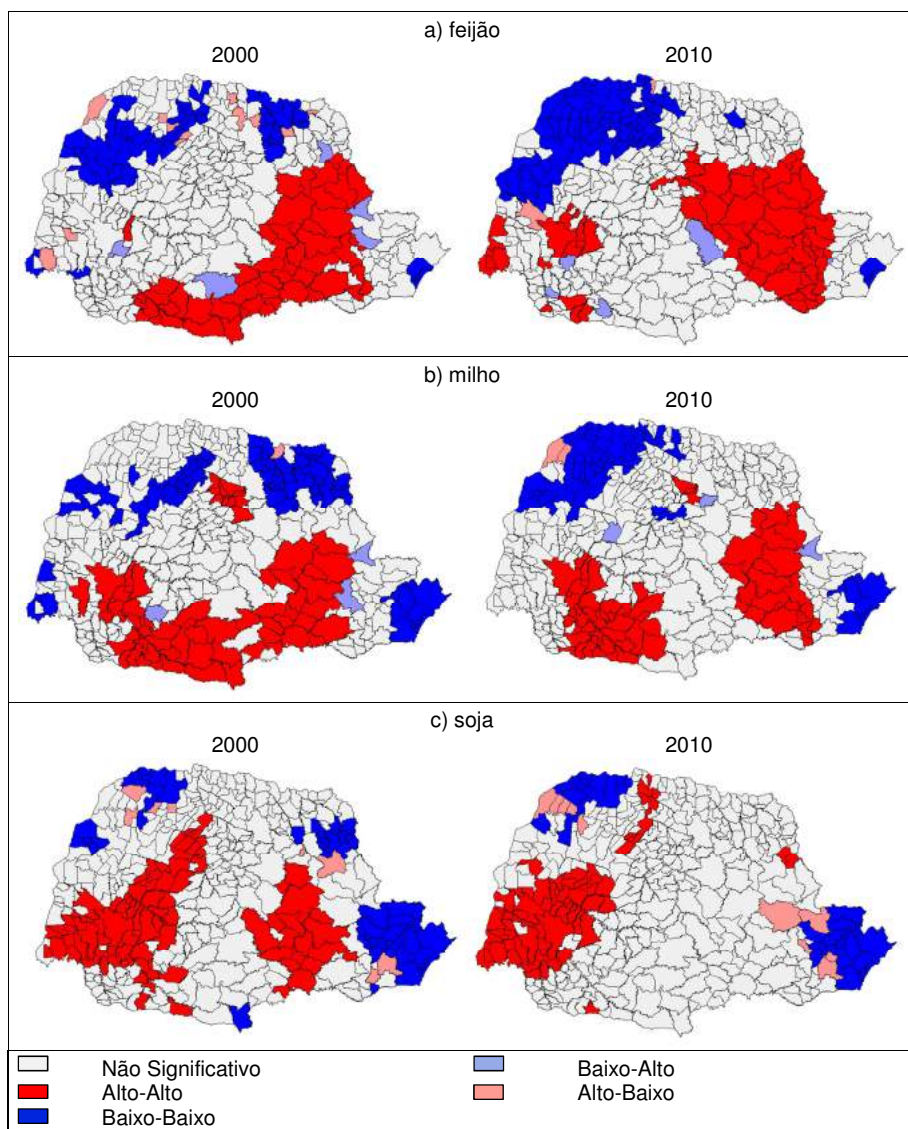 a) feijão
2000 2010
b) milho
2000 2010
c) soja
2000 2010
Não Significativo Baixo-Alto
Alto-Alto Alto-Baixo
Baixo-Baixo